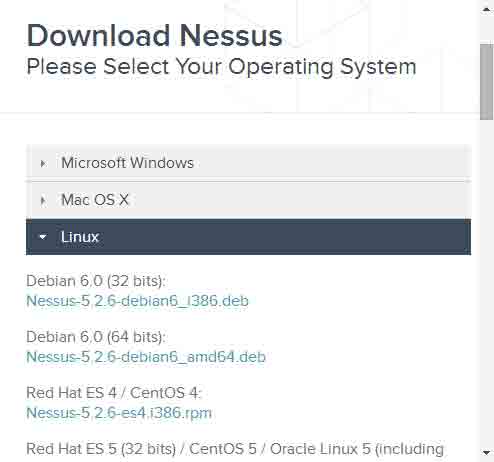 Download Nessus
Please Select Your Operating System
Microsoft Windows
Mac OS X
Linux
Debian 6.0 (32 bits):
Nessus-5.2.6-debian6_i386.deb
Debian 6.0 (64 bits):
Nessus-5.2.6-debian6_amd64.deb
Red Hat ES 4 / CentOS 4:
Nessus-5.2.6-es4.i386.rpm
Red Hat ES 5 (32 bits) / CentOS 5 / Oracle Linux 5 (including